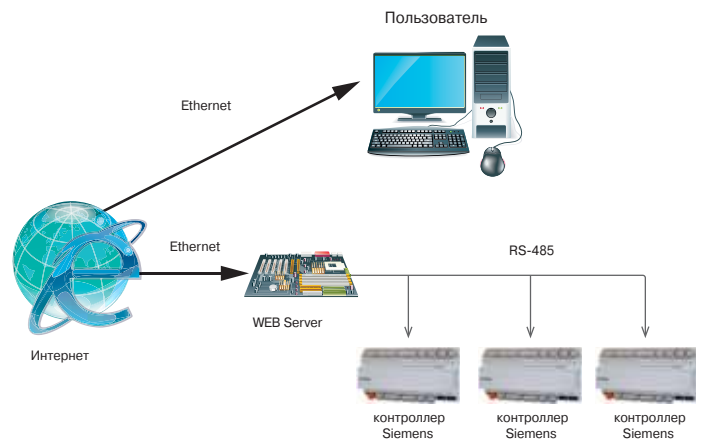 Пользователь
Ethernet
Ethernet
RS-485
WEB Server
Интернет
контроллер
Siemens
контроллер
Siemens
контроллер
Siemens